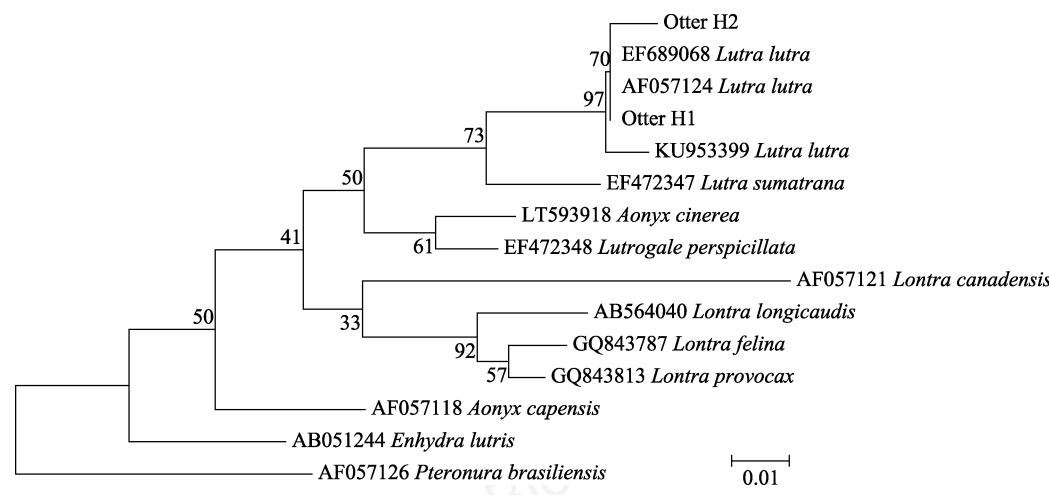 Otter H2
70
EF689068 Lutra lutra
AF057124 Lutra lutra
97
Otter H1
73
KU953399 Lutra lutra
50
EF472347 Lutra sumatrana
LT593918 Aonyx cinerea
41
61
EF472348 Lutrogale perspicillata
AF057121 Lontra canadensis
50
33
AB564040 Lontra longicaudis
92
GQ843787 Lontra felina
57
GQ843813 Lontra provocax
AF057118 Aonyx capensis
AB051244 Enhydra lutris
AF057126 Pteronura brasiliensis
0.01